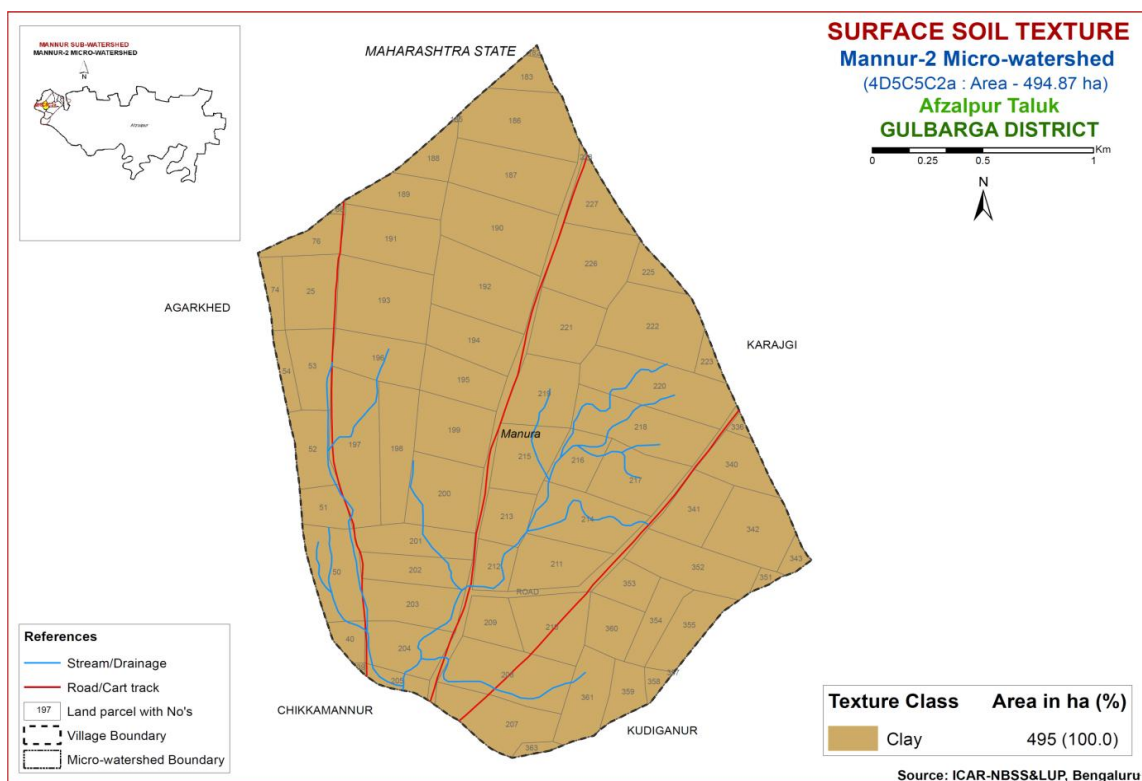 MANNUR SUB-WATERSHED
MANNUR-2 MICRO-WATERSHED
N
Afzalpur
SURFACE SOIL TEXTURE
Mannur-2 Micro-watershed
(4D5C5C2a : Area - 494.87 ha)
Afzalpur Taluk
GULBARGA DISTRICT
Km
0 0.25 0.5 1
N
MAHARASHTRA STATE
AGARKHED
KARAJGI
CHIKKAMANNUR
KUDIGANUR
183
186
188
187
189
227
76
191
190
226
225
74
25
193
192
221
222
194
223
53
196
54
195
219
220
199
218
336
Manura
52
197
198
215
216
340
200
217
51
213
214
341
342
201
343
50
202
212
211
352
351
353
ROAD
203
209
210
360
354
355
40
204
205
208
358
361
359
207
363
References
Stream/Drainage
Road/Cart track
197 Land parcel with No's
Village Boundary
Micro-watershed Boundary
Texture Class Area in ha (%)
Clay 495 (100.0)
Source: ICAR-NBSS&LUP, Bengaluru